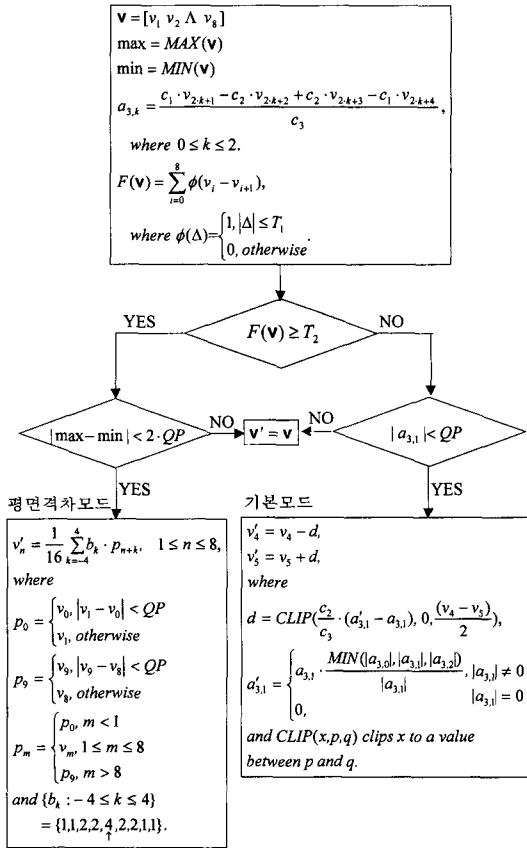 v = [v₁ v₂ Λ v₈]
max = MAX(v)
min = MIN(v)
a₃,ₖ = (c₁·v₂·ₖ₊₁ − c₂·v₂·ₖ₊₂ + c₂·v₂·ₖ₊₃ − c₁·v₂·ₖ₊₄) / c₃ ,
where 0 ≤ k ≤ 2.
F(v) = ∑_{i=0}^{8} ϕ(vᵢ − vᵢ₊₁),
where ϕ(Δ)= { 1, |Δ| ≤ T₁
0, otherwise .
F(v) ≥ T₂
YES
NO
|max− min| < 2·QP
NO
v' = v
NO
|a₃,₁| < QP
YES
YES
평면격차모드
v'ₙ = 1/16 ∑_{k=-4}^{4} bₖ · pₙ₊ₖ, 1 ≤ n ≤ 8,
where
p₀ = { v₀, |v₁ − v₀| < QP
v₁, otherwise
p₉ = { v₉, |v₉ − v₈| < QP
v₈, otherwise
pₘ = { p₀, m < 1
vₘ, 1 ≤ m ≤ 8
p₉, m > 8
and {bₖ : −4 ≤ k ≤ 4}
= {1,1,2,2,4,2,2,1,1}.
↑
기본모드
v'₄ = v₄ − d,
v'₅ = v₅ + d,
where
d = CLIP(c₂/c₃ · (a'₃,₁ − a₃,₁), 0, (v₄ − v₅)/2),
a'₃,₁ = { a₃,₁ · MIN(|a₃,₀|, |a₃,₁|, |a₃,₂|) / |a₃,₁| , |a₃,₁| ≠ 0
0, |a₃,₁| = 0
and CLIP(x,p,q) clips x to a value
between p and q.